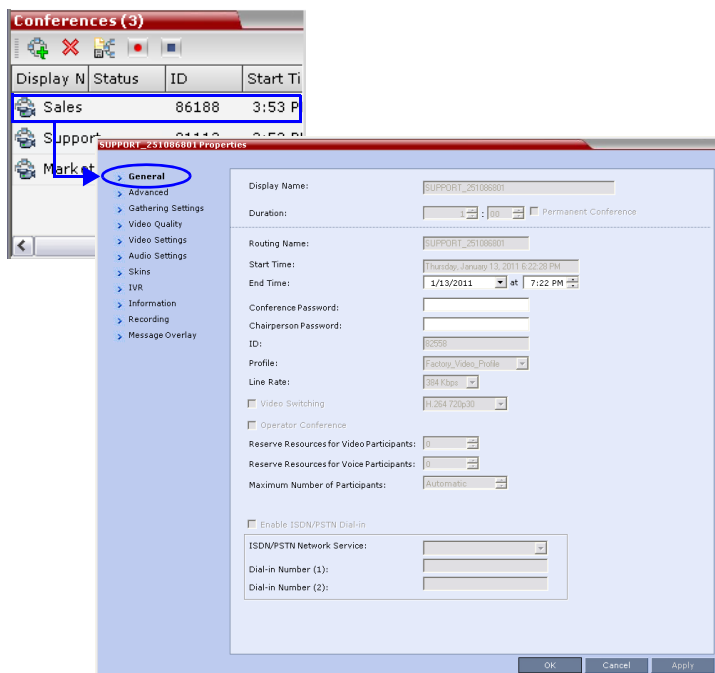 Conferences (3)
Display N Status ID Start Ti
Sales 86188 3:53 P
Suppor
Market
SUPPORT_251086801 Properties
General
Advanced
Gathering Settings
Video Quality
Video Settings
Audio Settings
Skins
IVR
Information
Recording
Message Overlay
Display Name: SUPPORT_251086801
Duration: 1 : 00 Permanent Conference
Routing Name: SUPPORT_251086801
Start Time: Thursday, January 13, 2011 6:22:28 PM
End Time: 1/13/2011 at 7:22 PM
Conference Password:
Chairperson Password:
ID: 82558
Profile: Factory_Video_Profile
Line Rate: 384 Kbps
Video Switching H.264 720p30
Operator Conference
Reserve Resources for Video Participants: 0
Reserve Resources for Voice Participants: 0
Maximum Number of Participants: Automatic
Enable ISDN/PSTN Dial-in
ISDN/PSTN Network Service:
Dial-in Number (1):
Dial-in Number (2):
OK Cancel Apply